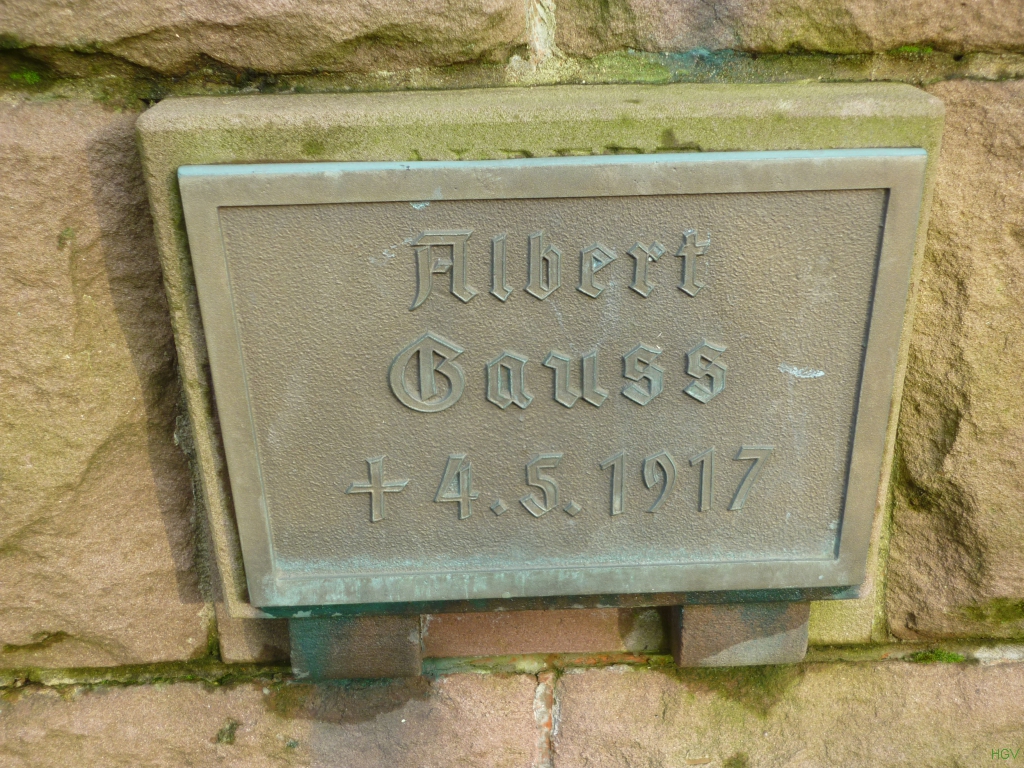 Albert
Gauss
+ 4.5.1917
HGV